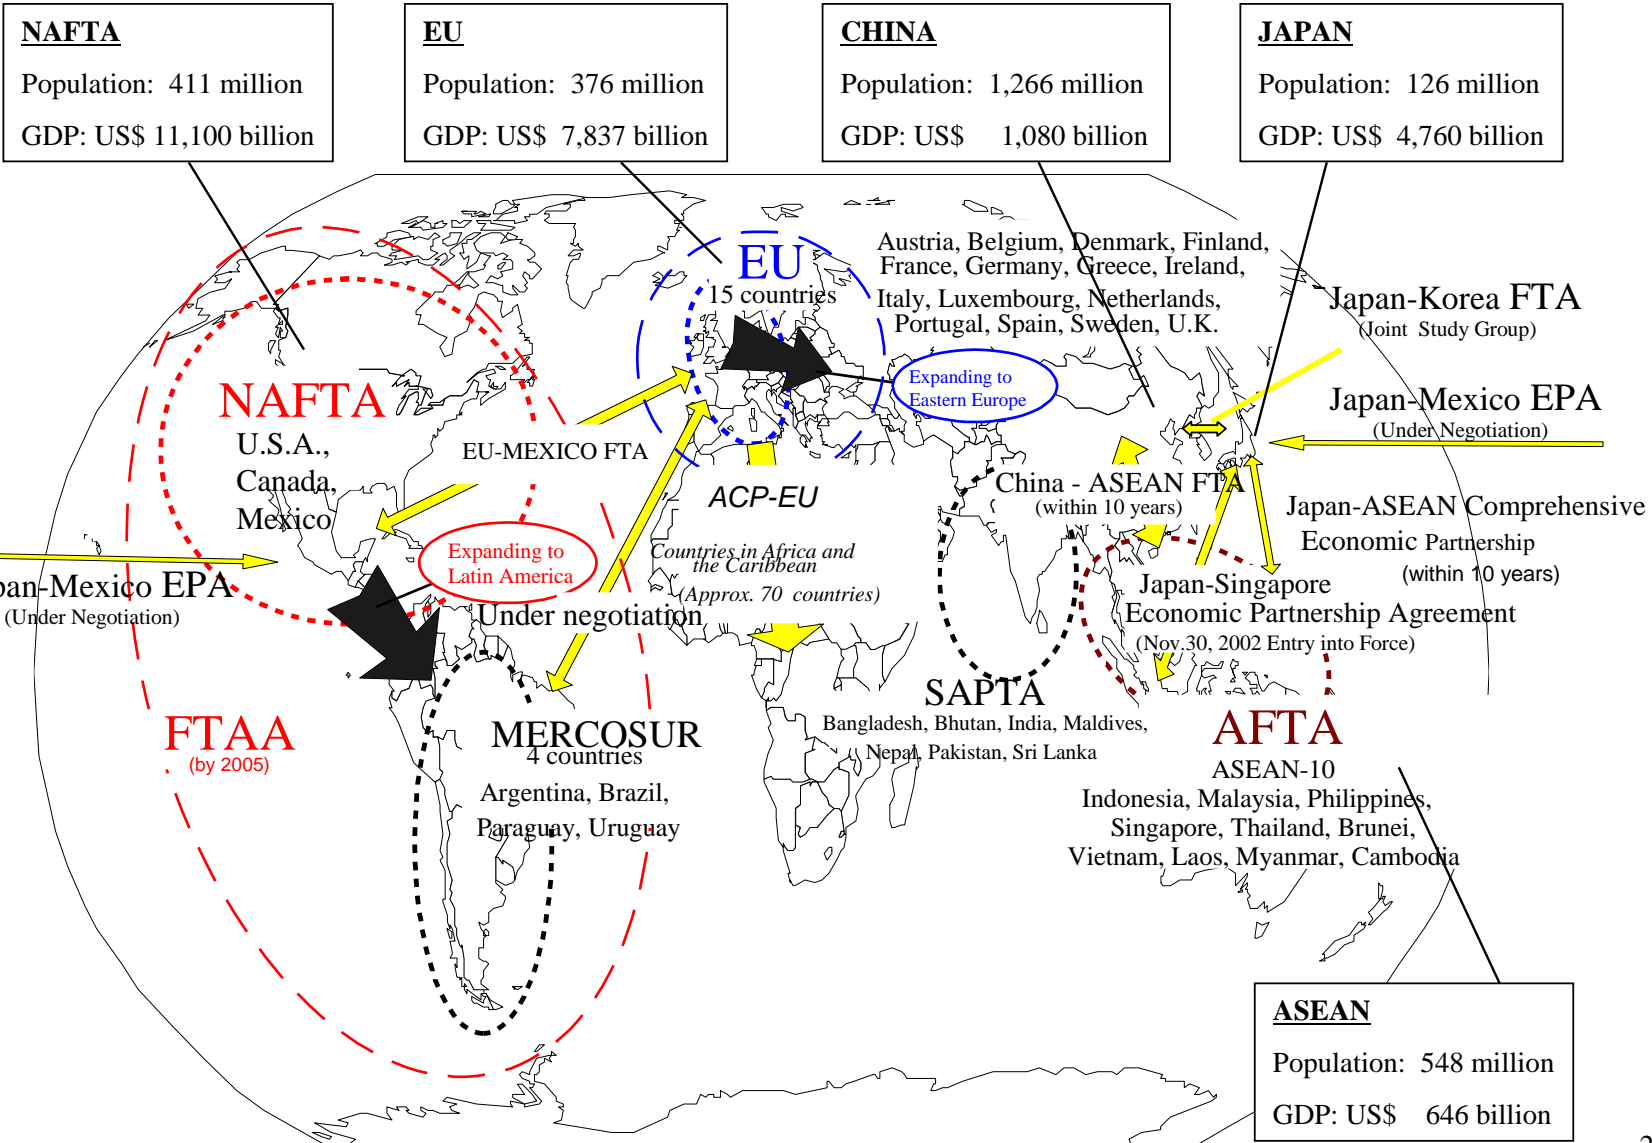 NAFTA
Population: 411 million
GDP: US$ 11,100 billion
EU
Population: 376 million
GDP: US$ 7,837 billion
CHINA
Population: 1,266 million
GDP: US$ 1,080 billion
JAPAN
Population: 126 million
GDP: US$ 4,760 billion
EU
15 countries
Austria, Belgium, Denmark, Finland,
France, Germany, Greece, Ireland,
Italy, Luxembourg, Netherlands,
Portugal, Spain, Sweden, U.K.
Expanding to
Eastern Europe
Japan-Korea FTA
(Joint Study Group)
Japan-Mexico EPA
(Under Negotiation)
NAFTA
U.S.A.,
Canada,
Mexico
EU-MEXICO FTA
ACP-EU
Countries in Africa and
the Caribbean
(Approx. 70 countries)
China - ASEAN FTA
(within 10 years)
Japan-ASEAN Comprehensive
Economic Partnership
(within 10 years)
Expanding to
Latin America
pan-Mexico EPA
(Under Negotiation)
Under negotiation
Japan-Singapore
Economic Partnership Agreement
(Nov.30, 2002 Entry into Force)
FTAA
(by 2005)
MERCOSUR
4 countries
Argentina, Brazil,
Paraguay, Uruguay
SAPTA
Bangladesh, Bhutan, India, Maldives,
Nepal, Pakistan, Sri Lanka
AFTA
ASEAN-10
Indonesia, Malaysia, Philippines,
Singapore, Thailand, Brunei,
Vietnam, Laos, Myanmar, Cambodia
ASEAN
Population: 548 million
GDP: US$ 646 billion